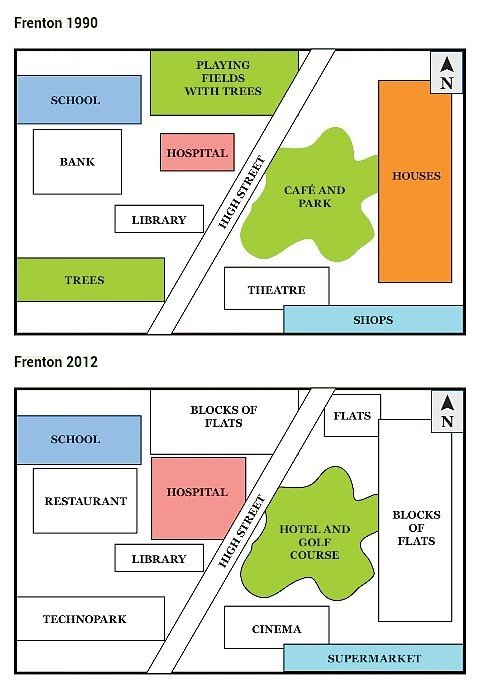 Frenton 1990
PLAYING
FIELDS
WITH TREES
N
SCHOOL
BANK
HOSPITAL
HIGH STREET
CAFÉ AND
PARK
HOUSES
LIBRARY
TREES
THEATRE
SHOPS
Frenton 2012
BLOCKS OF
FLATS
FLATS
N
SCHOOL
RESTAURANT
HOSPITAL
HIGH STREET
HOTEL AND
GOLF
COURSE
BLOCKS
OF
FLATS
LIBRARY
TECHNOPARK
CINEMA
SUPERMARKET